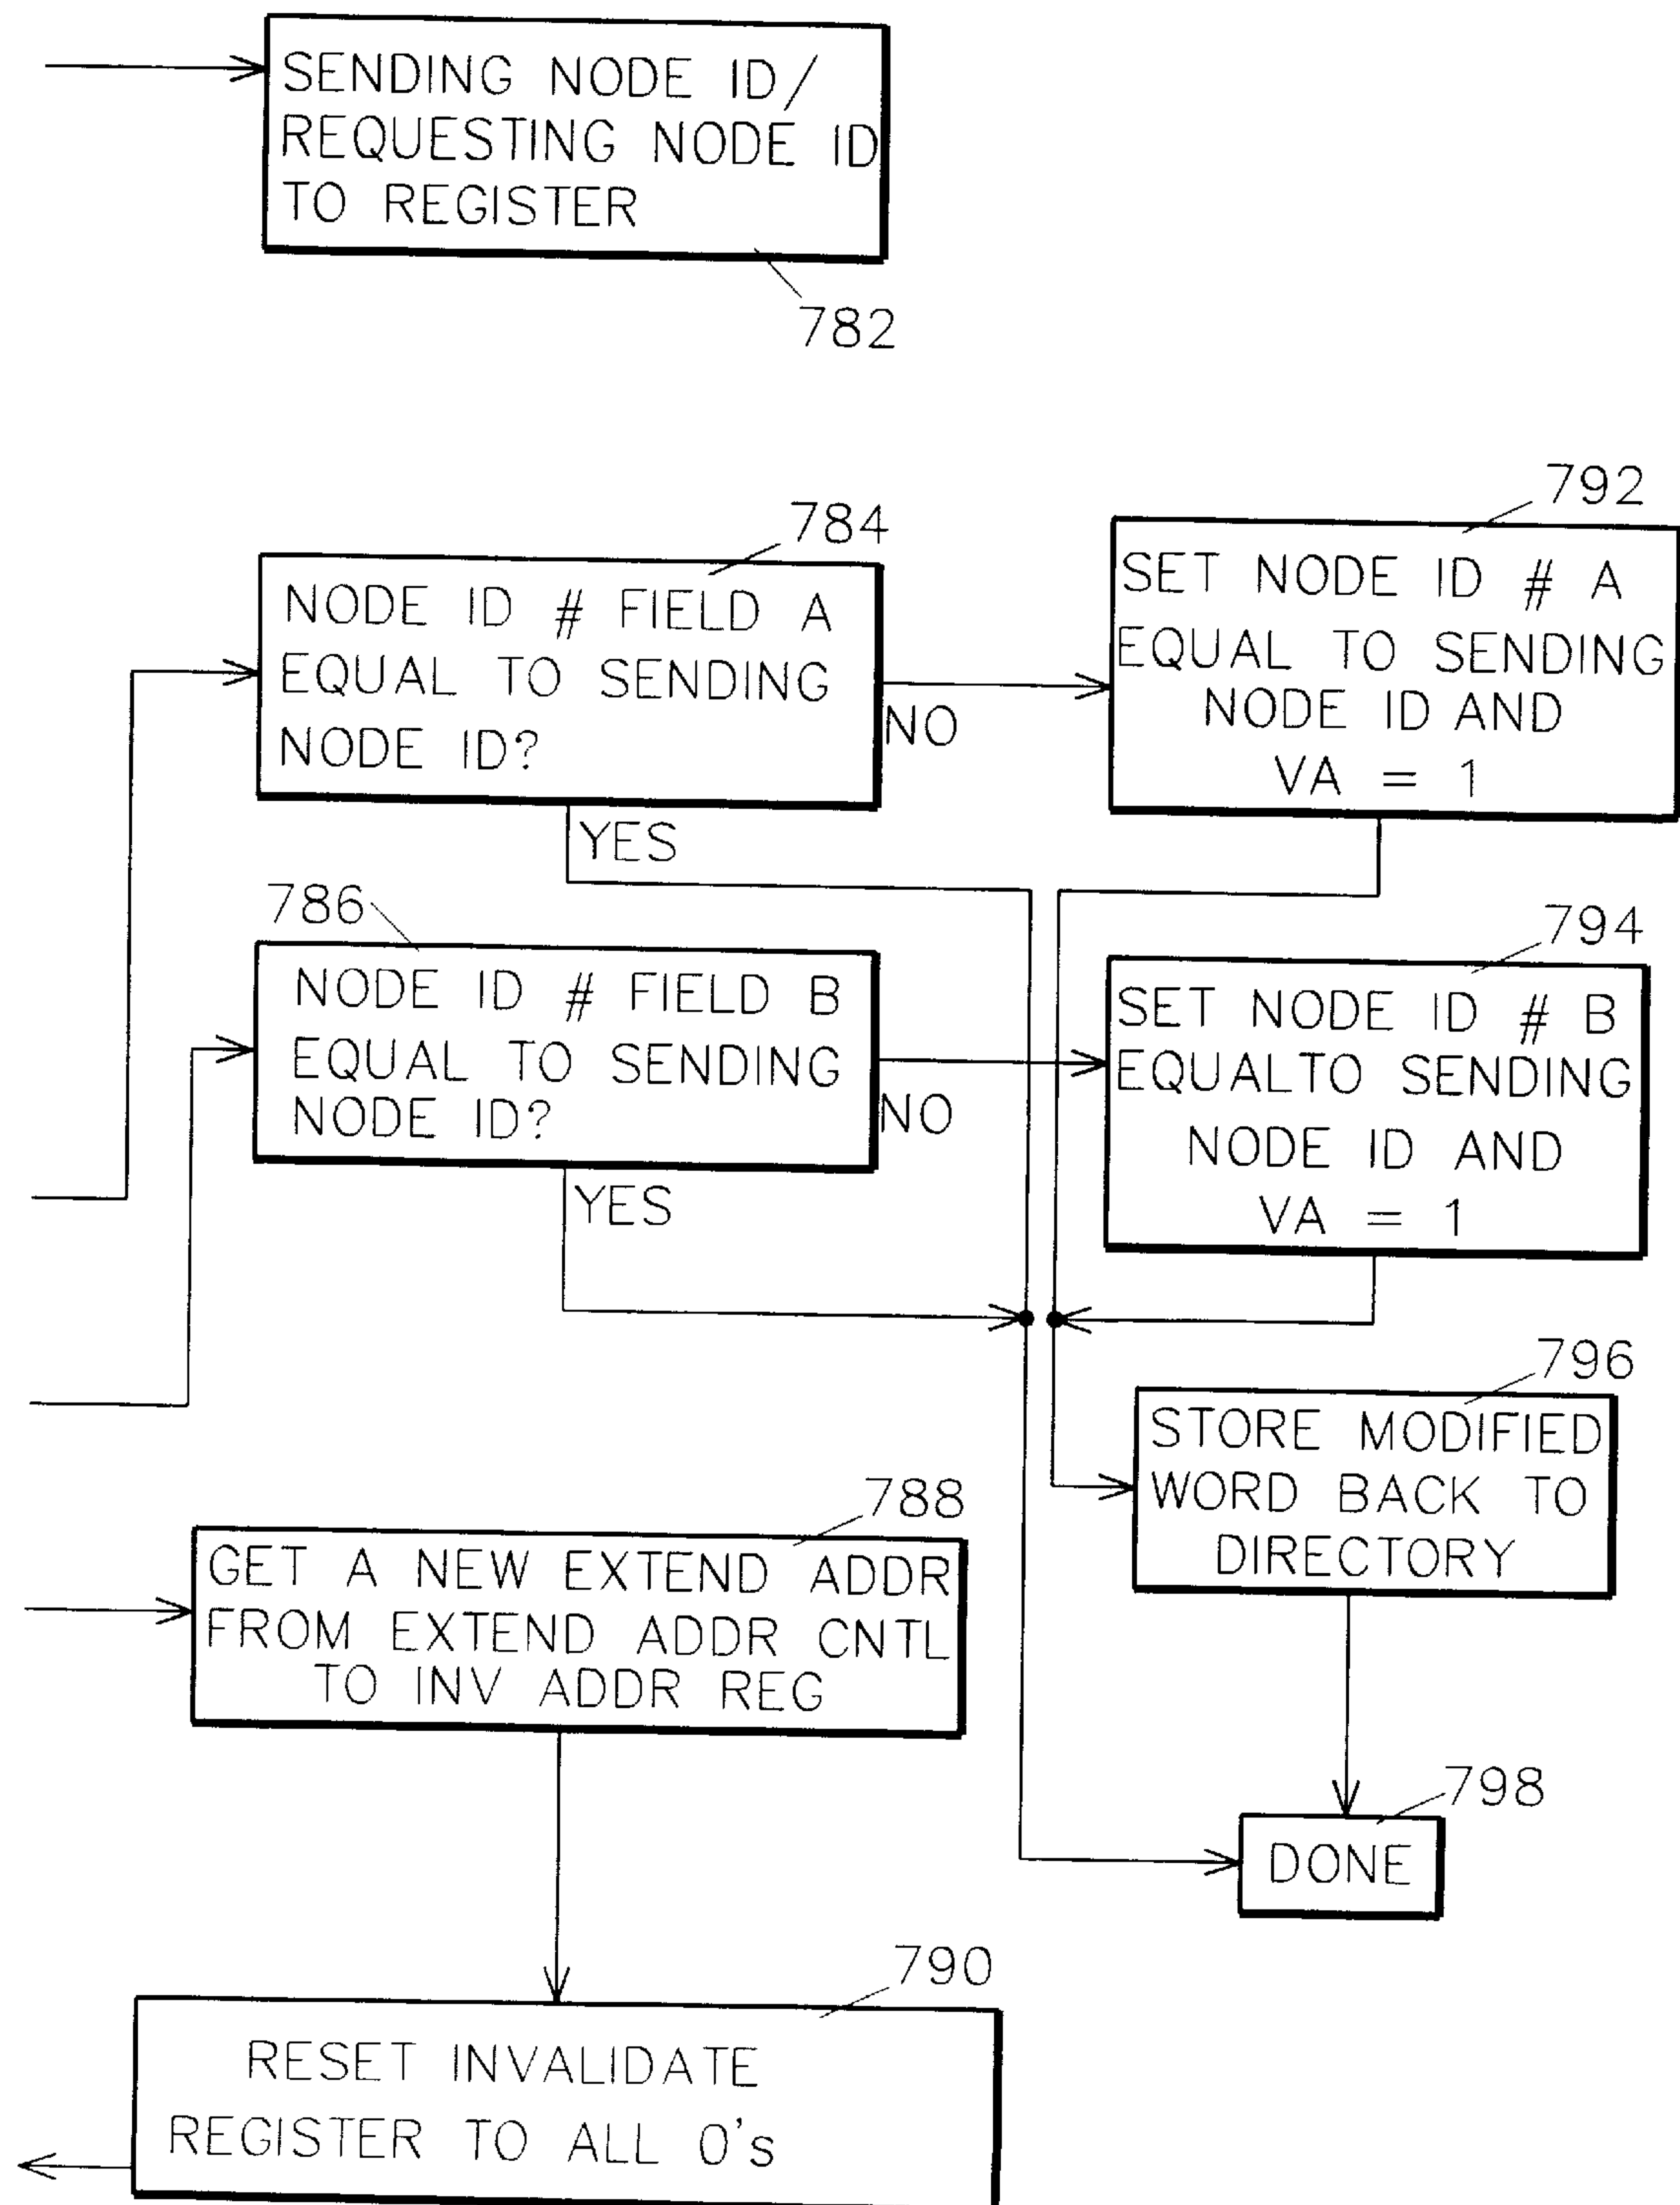 SENDING NODE ID/
REQUESTING NODE ID
TO REGISTER
782
784
NODE ID # FIELD A
EQUAL TO SENDING
NODE ID?
NO
YES
792
SET NODE ID # A
EQUAL TO SENDING
NODE ID AND
VA = 1
786
NODE ID # FIELD B
EQUAL TO SENDING
NODE ID?
NO
YES
794
SET NODE ID # B
EQUALTO SENDING
NODE ID AND
VA = 1
796
STORE MODIFIED
WORD BACK TO
DIRECTORY
788
GET A NEW EXTEND ADDR
FROM EXTEND ADDR CNTL
TO INV ADDR REG
798
DONE
790
RESET INVALIDATE
REGISTER TO ALL 0's